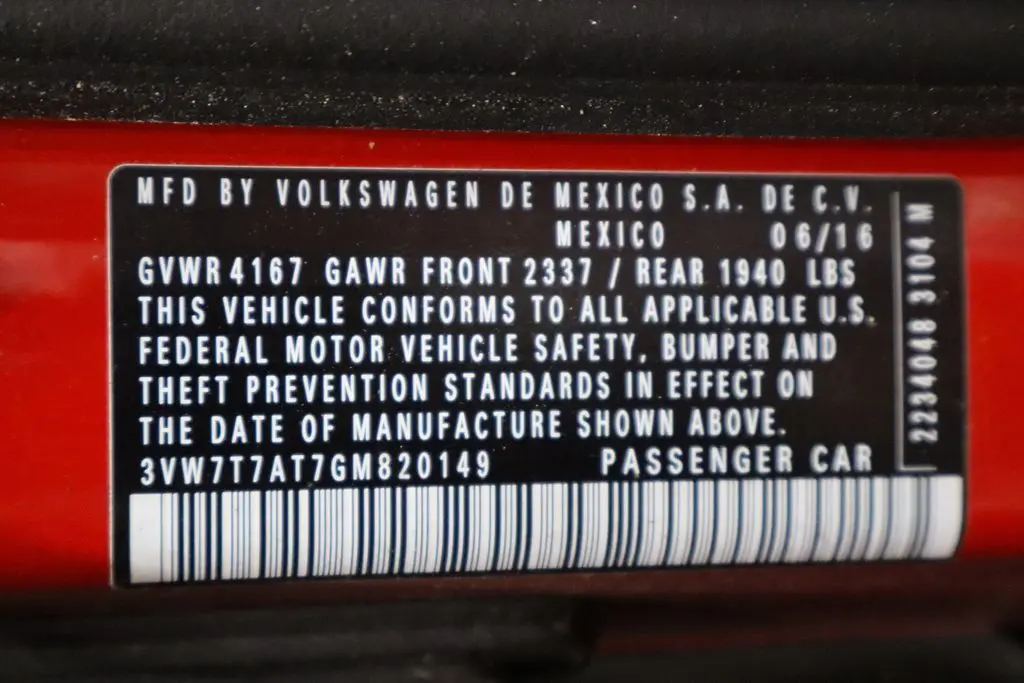 MFD BY VOLKSWAGEN DE MEXICO S.A. DE C.V.
MEXICO 06/16
GVWR 4167 GAWR FRONT 2337 / REAR 1940 LBS
THIS VEHICLE CONFORMS TO ALL APPLICABLE U.S.
FEDERAL MOTOR VEHICLE SAFETY, BUMPER AND
THEFT PREVENTION STANDARDS IN EFFECT ON
THE DATE OF MANUFACTURE SHOWN ABOVE.
3VW7T7AT7GM820149 PASSENGER CAR
2234048 3104 M